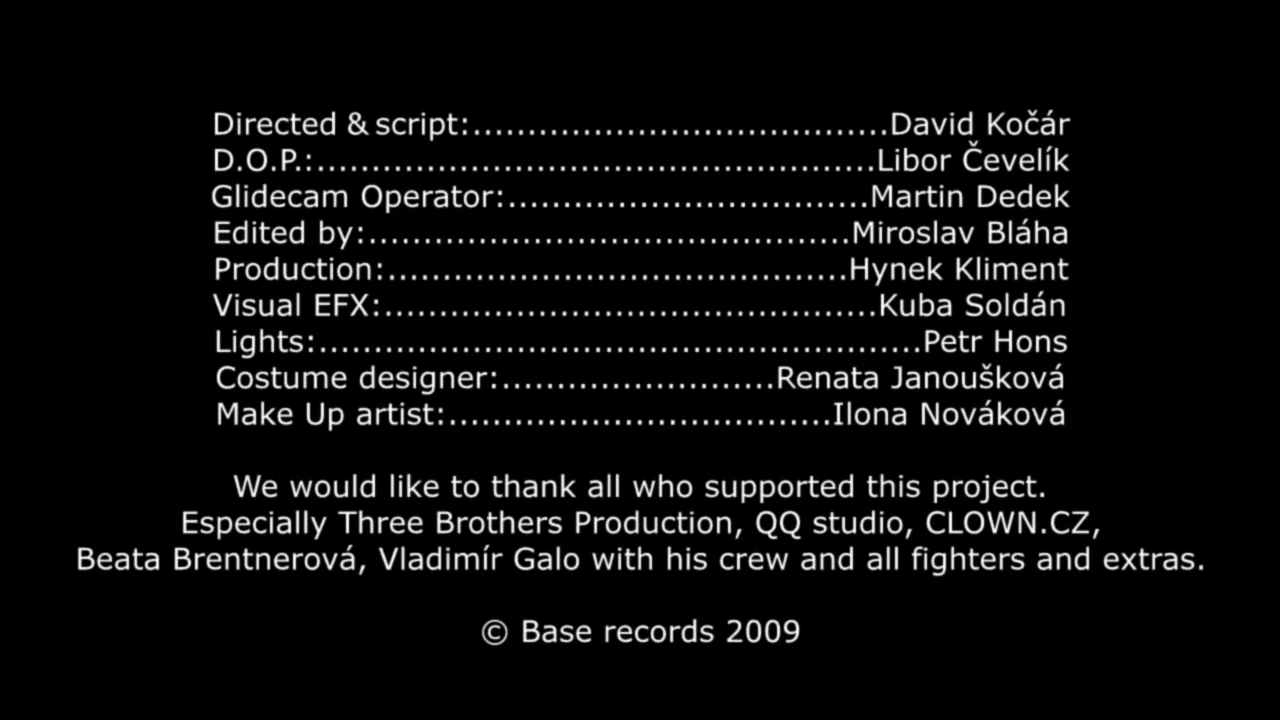 Directed & script:......................................David Kočár
D.O.P.:...................................................Libor Čevelík
Glidecam Operator:.................................Martin Dedek
Edited by:............................................Miroslav Bláha
Production:..........................................Hynek Kliment
Visual EFX:.............................................Kuba Soldán
Lights:.......................................................Petr Hons
Costume designer:.........................Renata Janoušková
Make Up artist:...................................Ilona Nováková
We would like to thank all who supported this project.
Especially Three Brothers Production, QQ studio, CLOWN.CZ,
Beata Brentnerová, Vladimír Galo with his crew and all fighters and extras.
© Base records 2009